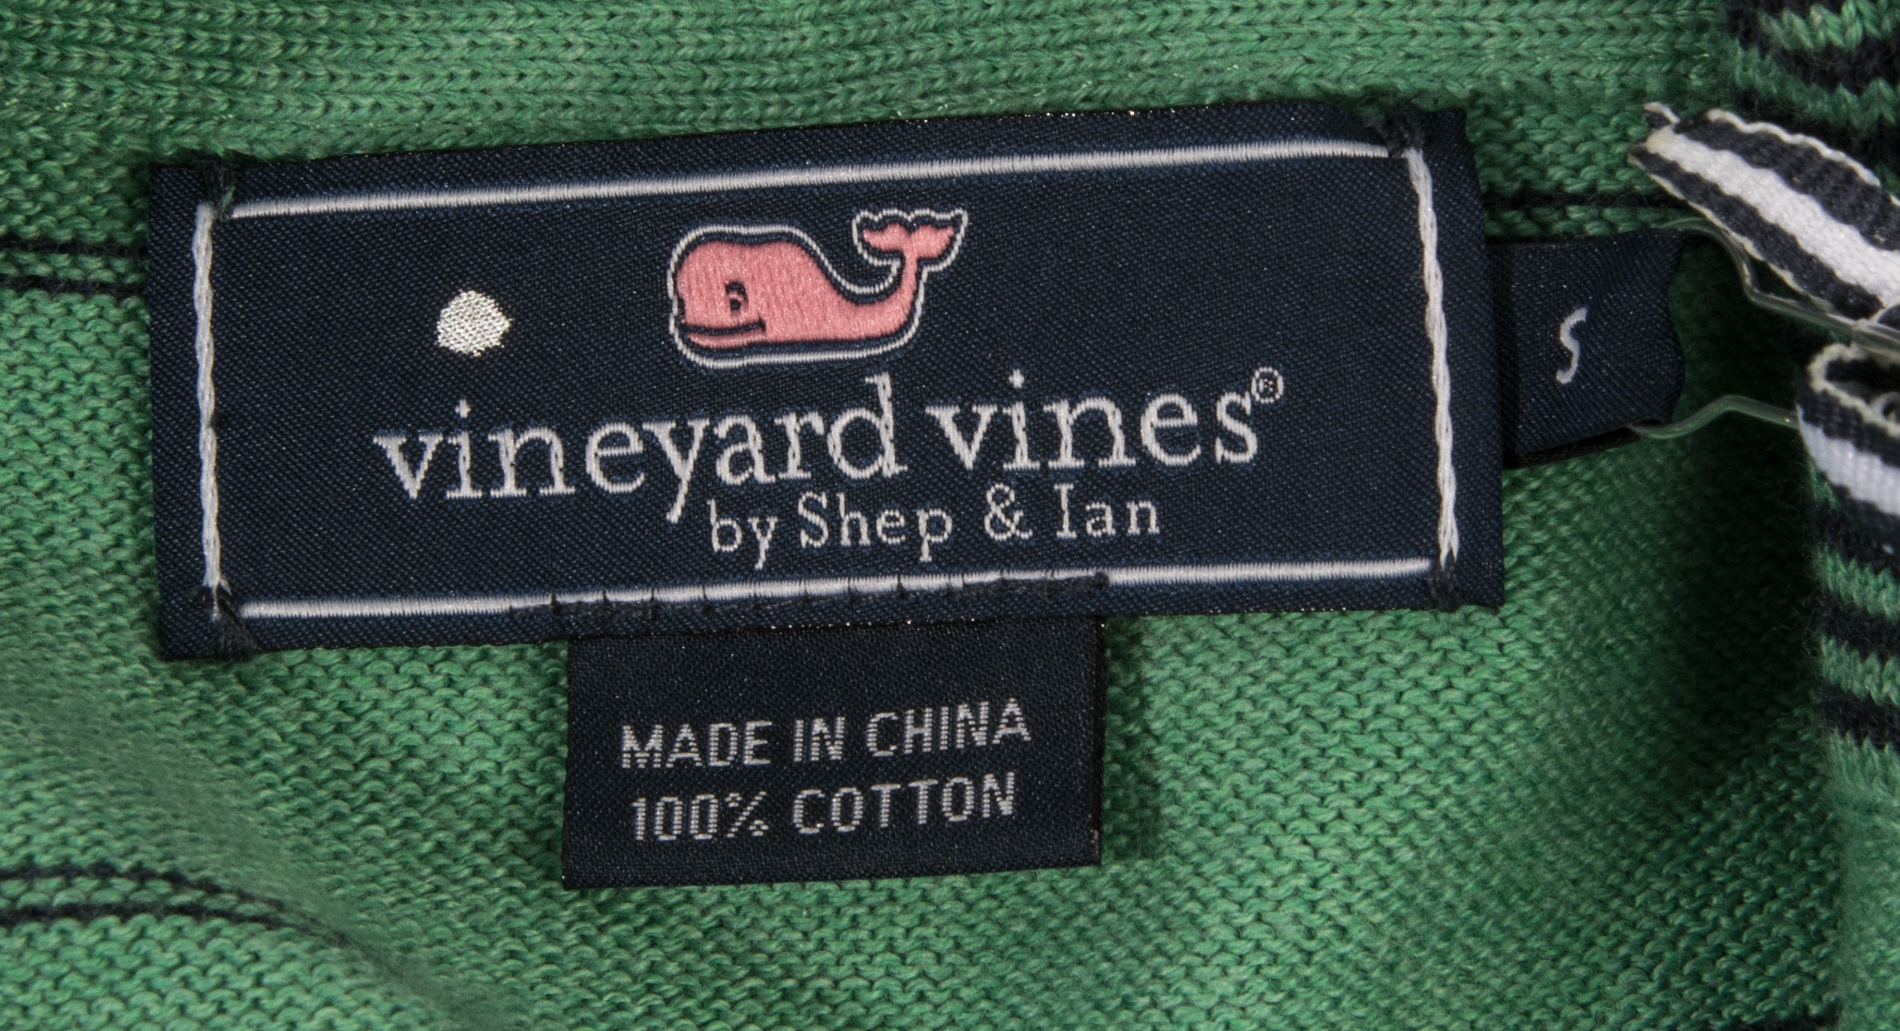 vineyard vines®
by Shep & Ian
S
MADE IN CHINA
100% COTTON